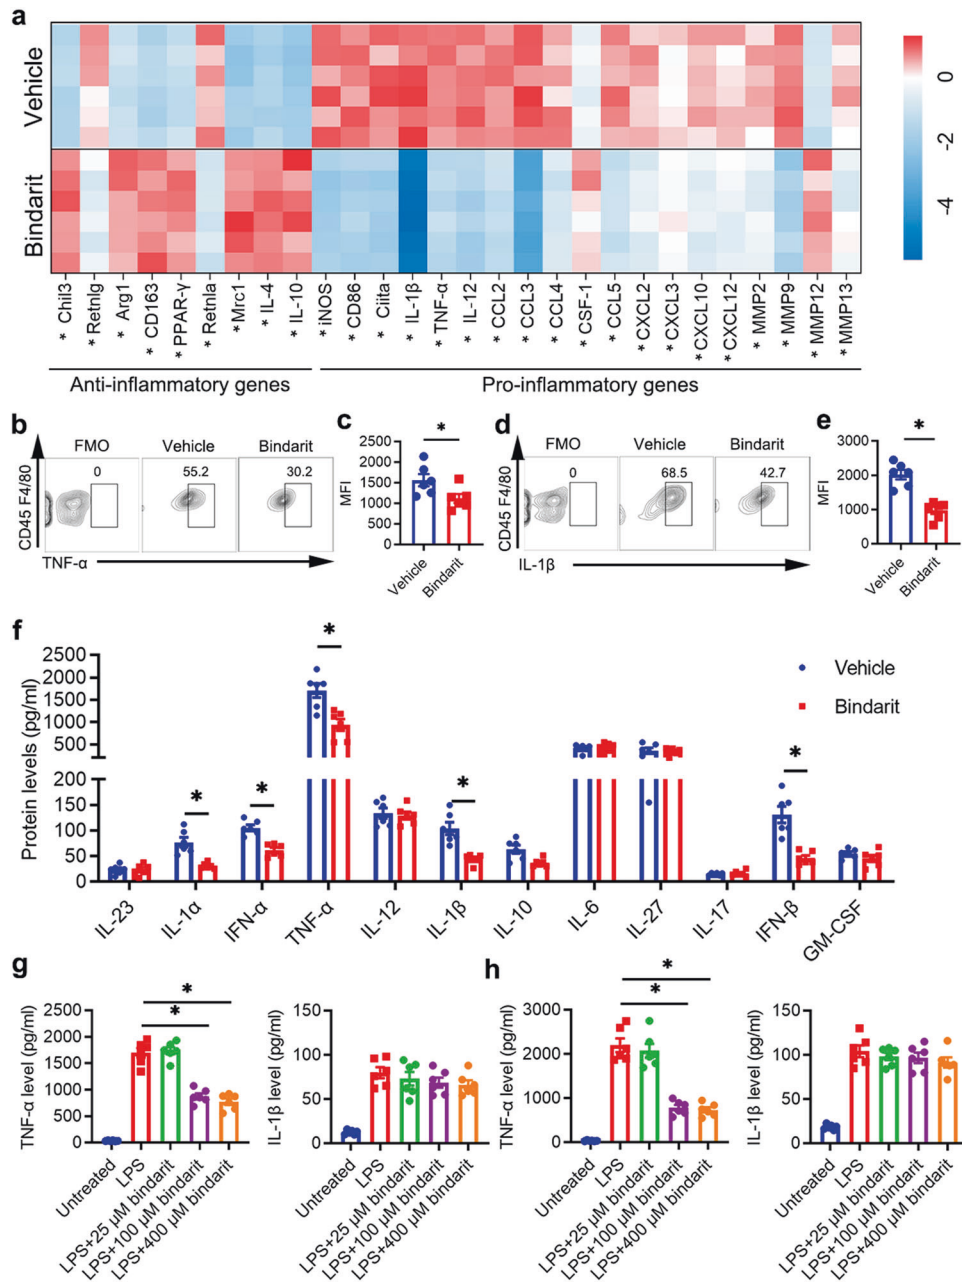 a
Vehicle
Bindarit
0
-2
-4
* Chil3
* Retnlg
* Arg1
* CD163
* PPAR-γ
* Retnla
* Mrc1
* IL-4
* IL-10
* iNOS
* CD86
* Ciita
* IL-1β
* TNF-α
* IL-12
* CCL2
* CCL3
* CCL4
* CSF-1
* CCL5
* CXCL2
* CXCL3
* CXCL10
* CXCL12
* MMP2
* MMP9
* MMP12
* MMP13
Anti-inflammatory genes
Pro-inflammatory genes
b
FMO
Vehicle
Bindarit
0
55.2
30.2
CD45 F4/80
TNF-α
c
*
MFI
2500
2000
1500
1000
500
0
Vehicle
Bindarit
d
FMO
Vehicle
Bindarit
0
68.5
42.7
CD45 F4/80
IL-1β
e
*
MFI
3000
2000
1000
0
Vehicle
Bindarit
f
Protein levels (pg/ml)
2500
2000
1500
1000
500
200
150
100
50
0
*
*
*
*
*
Vehicle
Bindarit
IL-23
IL-1α
IFN-α
TNF-α
IL-12
IL-1β
IL-10
IL-6
IL-27
IL-17
IFN-β
GM-CSF
g
TNF-α level (pg/ml)
2500
2000
1500
1000
500
0
*
*
Untreated
LPS
LPS+25 μM bindarit
LPS+100 μM bindarit
LPS+400 μM bindarit
IL-1β level (pg/ml)
150
100
50
0
Untreated
LPS
LPS+25 μM bindarit
LPS+100 μM bindarit
LPS+400 μM bindarit
h
TNF-α level (pg/ml)
3000
2000
1000
0
*
*
Untreated
LPS
LPS+25 μM bindarit
LPS+100 μM bindarit
LPS+400 μM bindarit
IL-1β level (pg/ml)
150
100
50
0
Untreated
LPS
LPS+25 μM bindarit
LPS+100 μM bindarit
LPS+400 μM bindarit